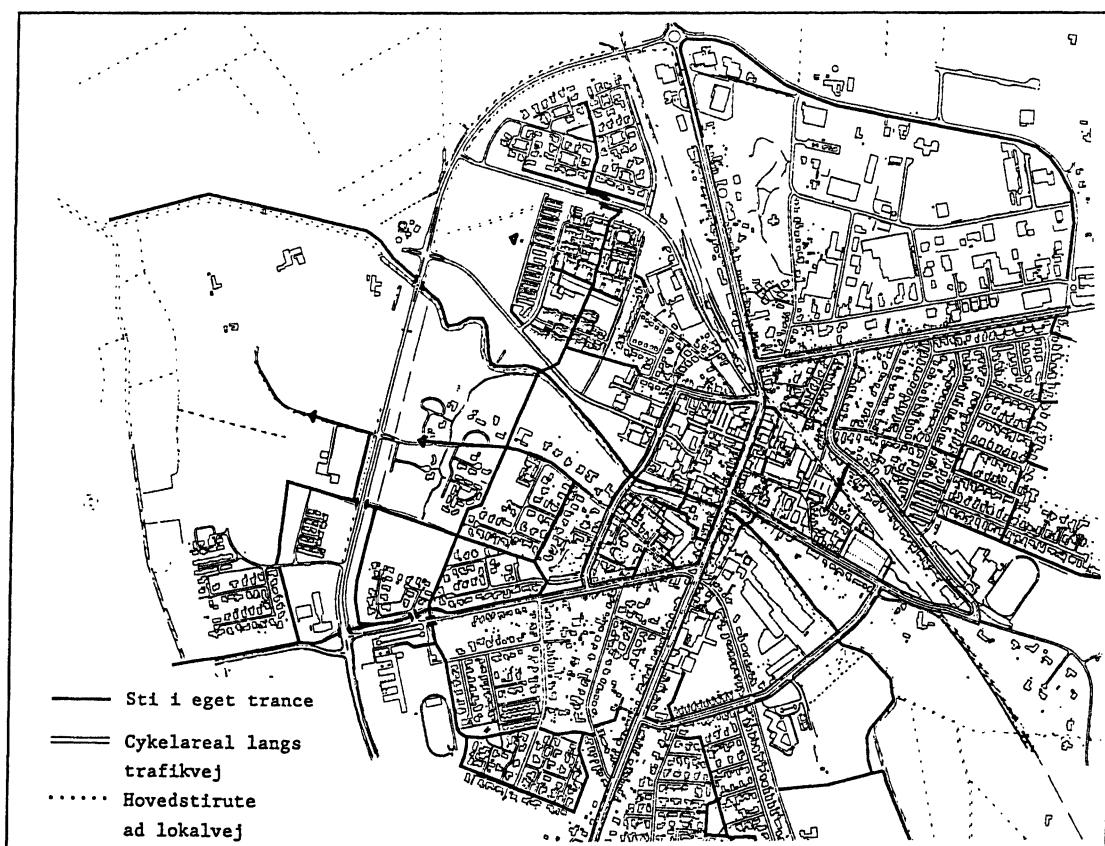 Sti i eget trance
Cykelareal langs
trafikvej
Hovedstirute
ad lokalvej